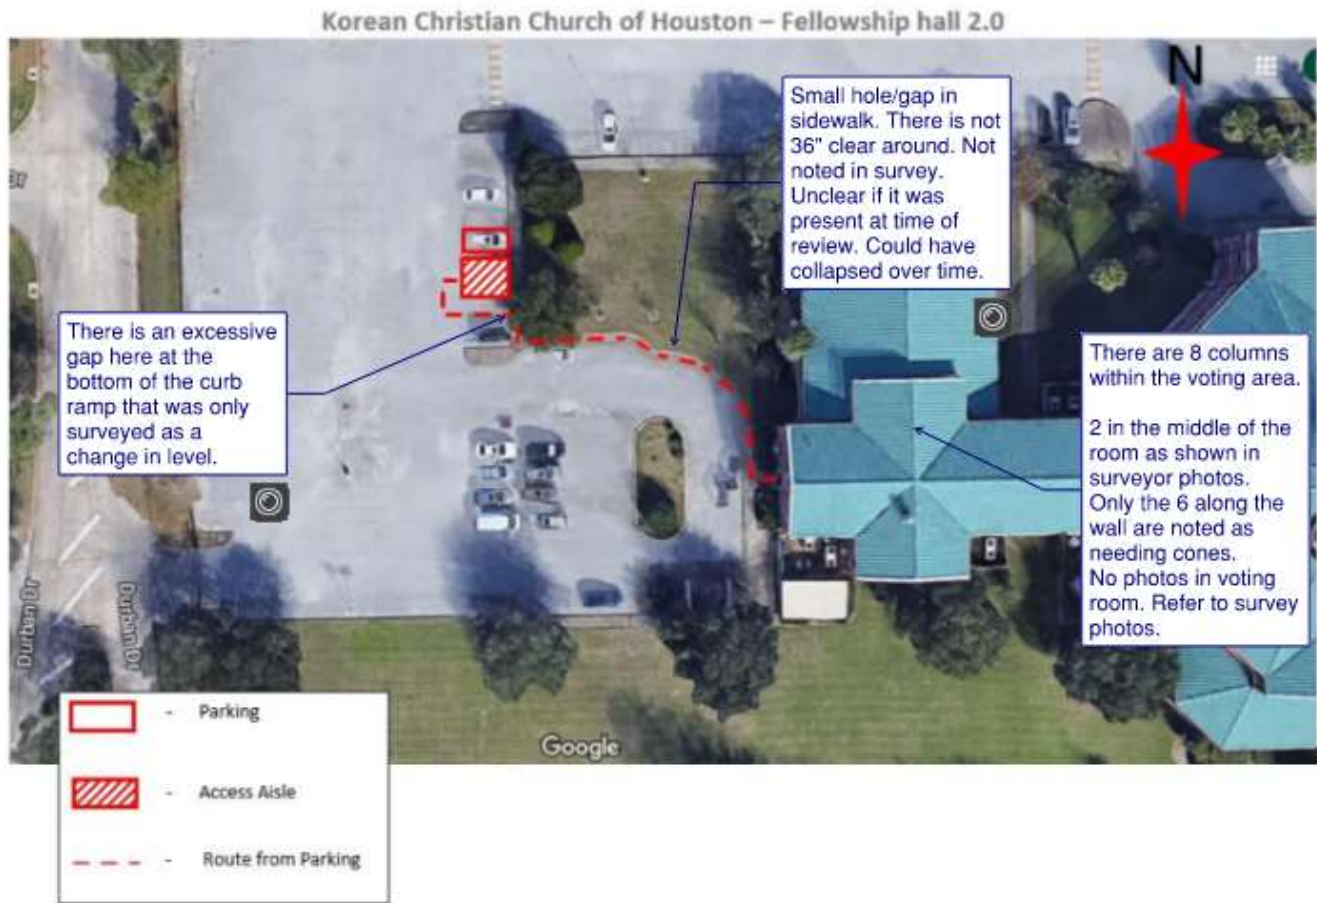 Korean Christian Church of Houston – Fellowship hall 2.0
N
Small hole/gap in
sidewalk. There is not
36" clear around. Not
noted in survey.
Unclear if it was
present at time of
review. Could have
collapsed over time.
There is an excessive
gap here at the
bottom of the curb
ramp that was only
surveyed as a
change in level.
There are 8 columns
within the voting area.
2 in the middle of the
room as shown in
surveyor photos.
Only the 6 along the
wall are noted as
needing cones.
No photos in voting
room. Refer to survey
photos.
Dr
Durban Dr
Durban Dr
Google
- Parking
- Access Aisle
- Route from Parking